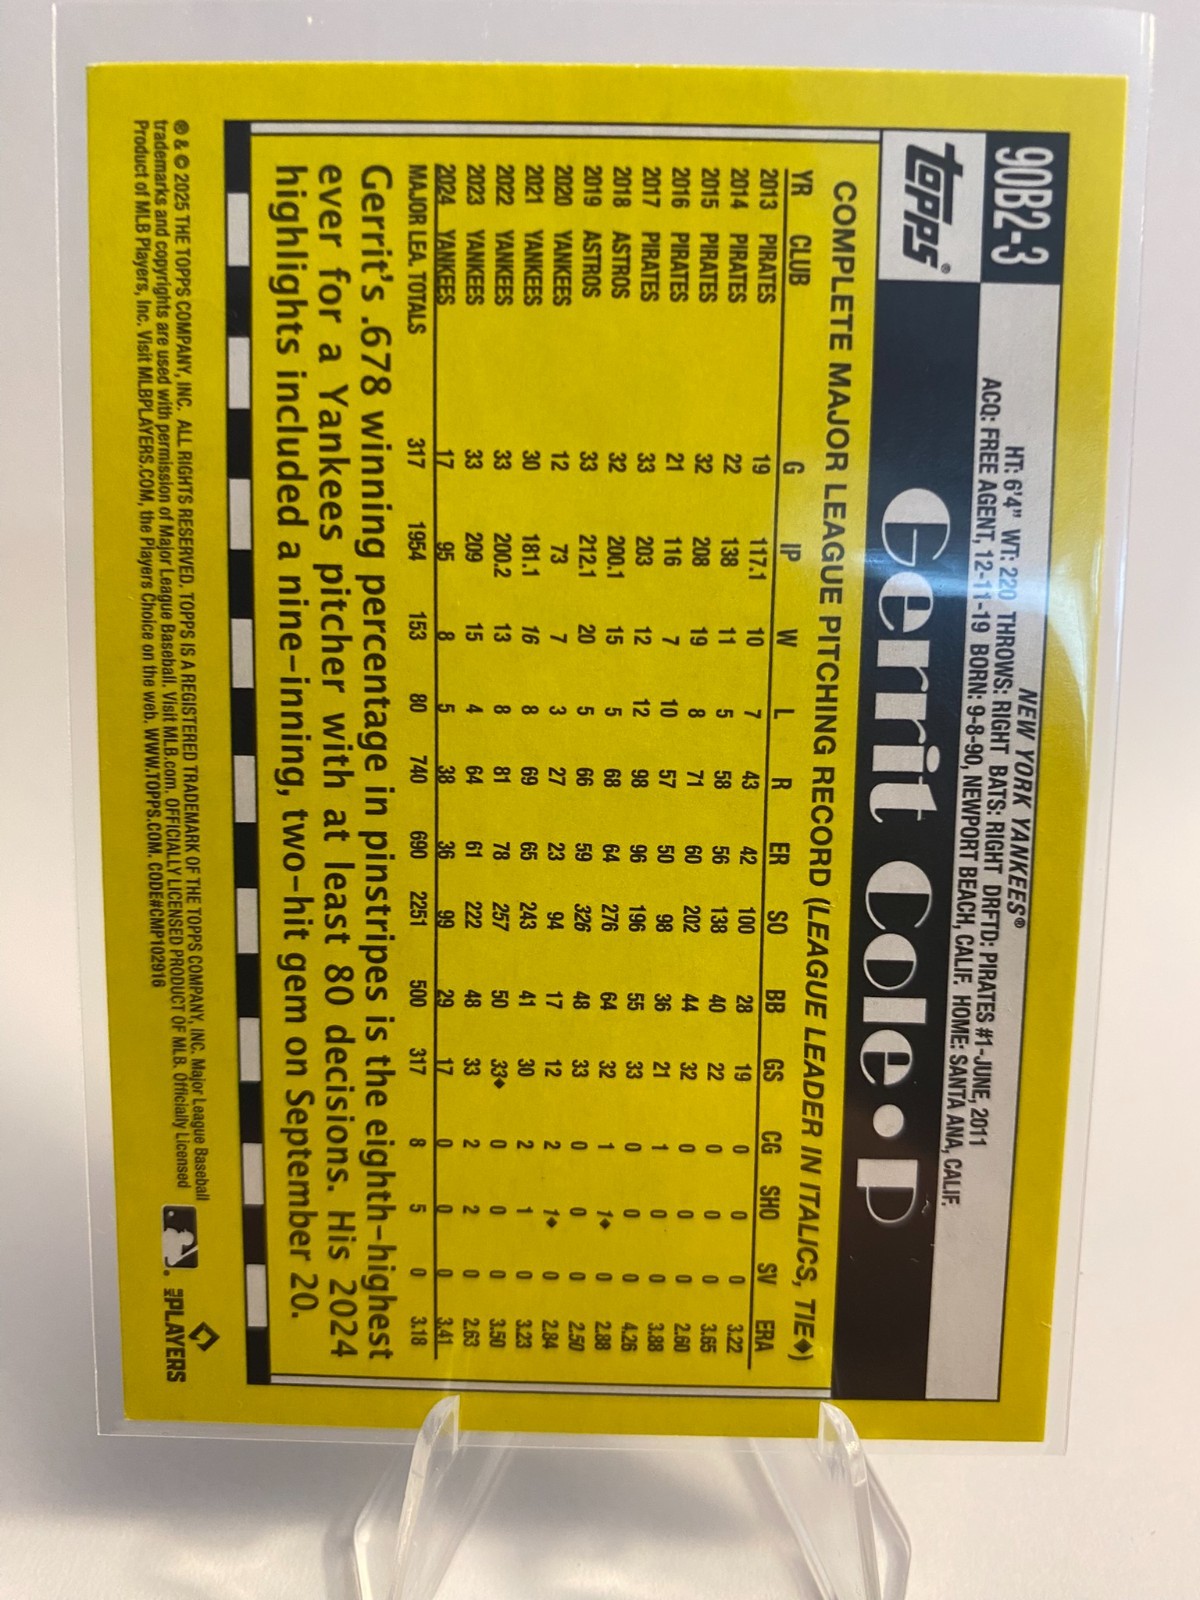 90B2-3
NEW YORK YANKEES®
HT: 6'4" WT: 220 THROWS: RIGHT BATS: RIGHT DRFTD: PIRATES #1-JUNE, 2011
ACQ: FREE AGENT, 12-11-19 BORN: 9-8-90, NEWPORT BEACH, CALIF. HOME: SANTA ANA, CALIF.
topps®
Gerrit Cole • P
COMPLETE MAJOR LEAGUE PITCHING RECORD (LEAGUE LEADER IN ITALICS, TIE♦)
YR CLUB G IP W L R ER SO BB GS CG SHO SV ERA
2013 PIRATES 19 117.1 10 7 43 42 100 28 19 0 0 0 3.22
2014 PIRATES 22 138 11 5 58 56 138 40 22 0 0 0 3.65
2015 PIRATES 32 208 19 8 71 60 202 44 32 0 0 0 2.60
2016 PIRATES 21 116 7 10 57 50 98 36 21 1 0 0 3.88
2017 PIRATES 33 203 12 12 98 96 196 55 33 0 0 0 4.26
2018 ASTROS 32 200.1 15 5 68 64 276 64 32 1 1♦ 0 2.88
2019 ASTROS 33 212.1 20 5 66 59 326 48 33 0 0 0 2.50
2020 YANKEES 12 73 7 3 27 23 94 17 12 2 1♦ 0 2.84
2021 YANKEES 30 181.1 16 8 69 65 243 41 30 2 1 0 3.23
2022 YANKEES 33 200.2 13 8 81 78 257 50 33♦ 0 0 0 3.50
2023 YANKEES 33 209 15 4 64 61 222 48 33 2 2 0 2.63
2024 YANKEES 17 95 8 5 38 36 99 29 17 0 0 0 3.41
MAJOR LEA. TOTALS 317 1954 153 80 740 690 2251 500 317 8 5 0 3.18
Gerrit's .678 winning percentage in pinstripes is the eighth-highest
ever for a Yankees pitcher with at least 80 decisions. His 2024
highlights included a nine-inning, two-hit gem on September 20.
® & © 2025 THE TOPPS COMPANY, INC. ALL RIGHTS RESERVED. TOPPS IS A REGISTERED TRADEMARK OF THE TOPPS COMPANY, INC. Major League Baseball
trademarks and copyrights are used with permission of Major League Baseball. Visit MLB.com. OFFICIALLY LICENSED PRODUCT OF MLB. Officially Licensed
Product of MLB Players, Inc. Visit MLBPLAYERS.COM, the Players Choice on the web. WWW.TOPPS.COM. CODE#CMP102916
MLB PLAYERS